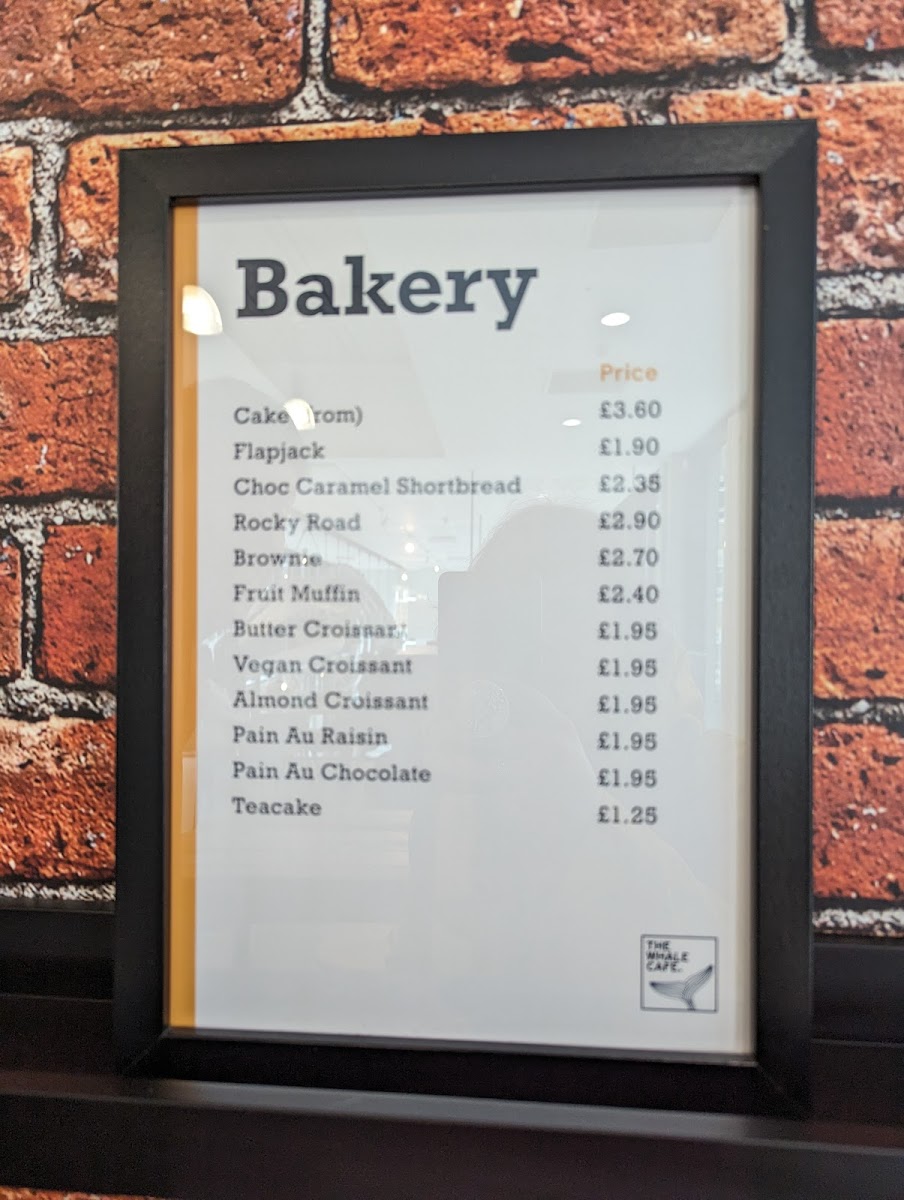 Bakery
Price
Cake (from) £3.60
Flapjack £1.90
Choc Caramel Shortbread £2.35
Rocky Road £2.90
Brownie £2.70
Fruit Muffin £2.40
Butter Croissant £1.95
Vegan Croissant £1.95
Almond Croissant £1.95
Pain Au Raisin £1.95
Pain Au Chocolate £1.95
Teacake £1.25
THE
WHALE
CAFE.